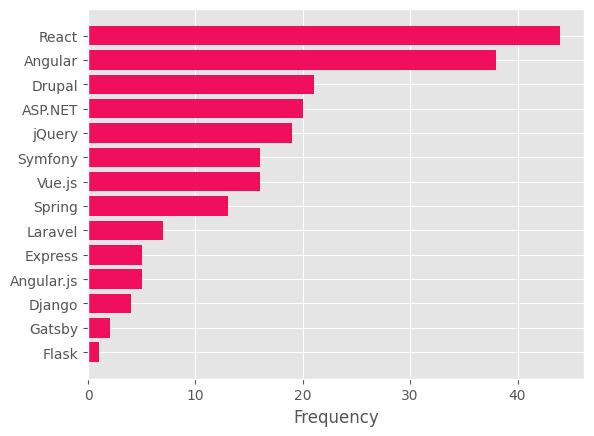 React
Angular
Drupal
ASP.NET
jQuery
Symfony
Vue.js
Spring
Laravel
Express
Angular.js
Django
Gatsby
Flask
0 10 20 30 40
Frequency